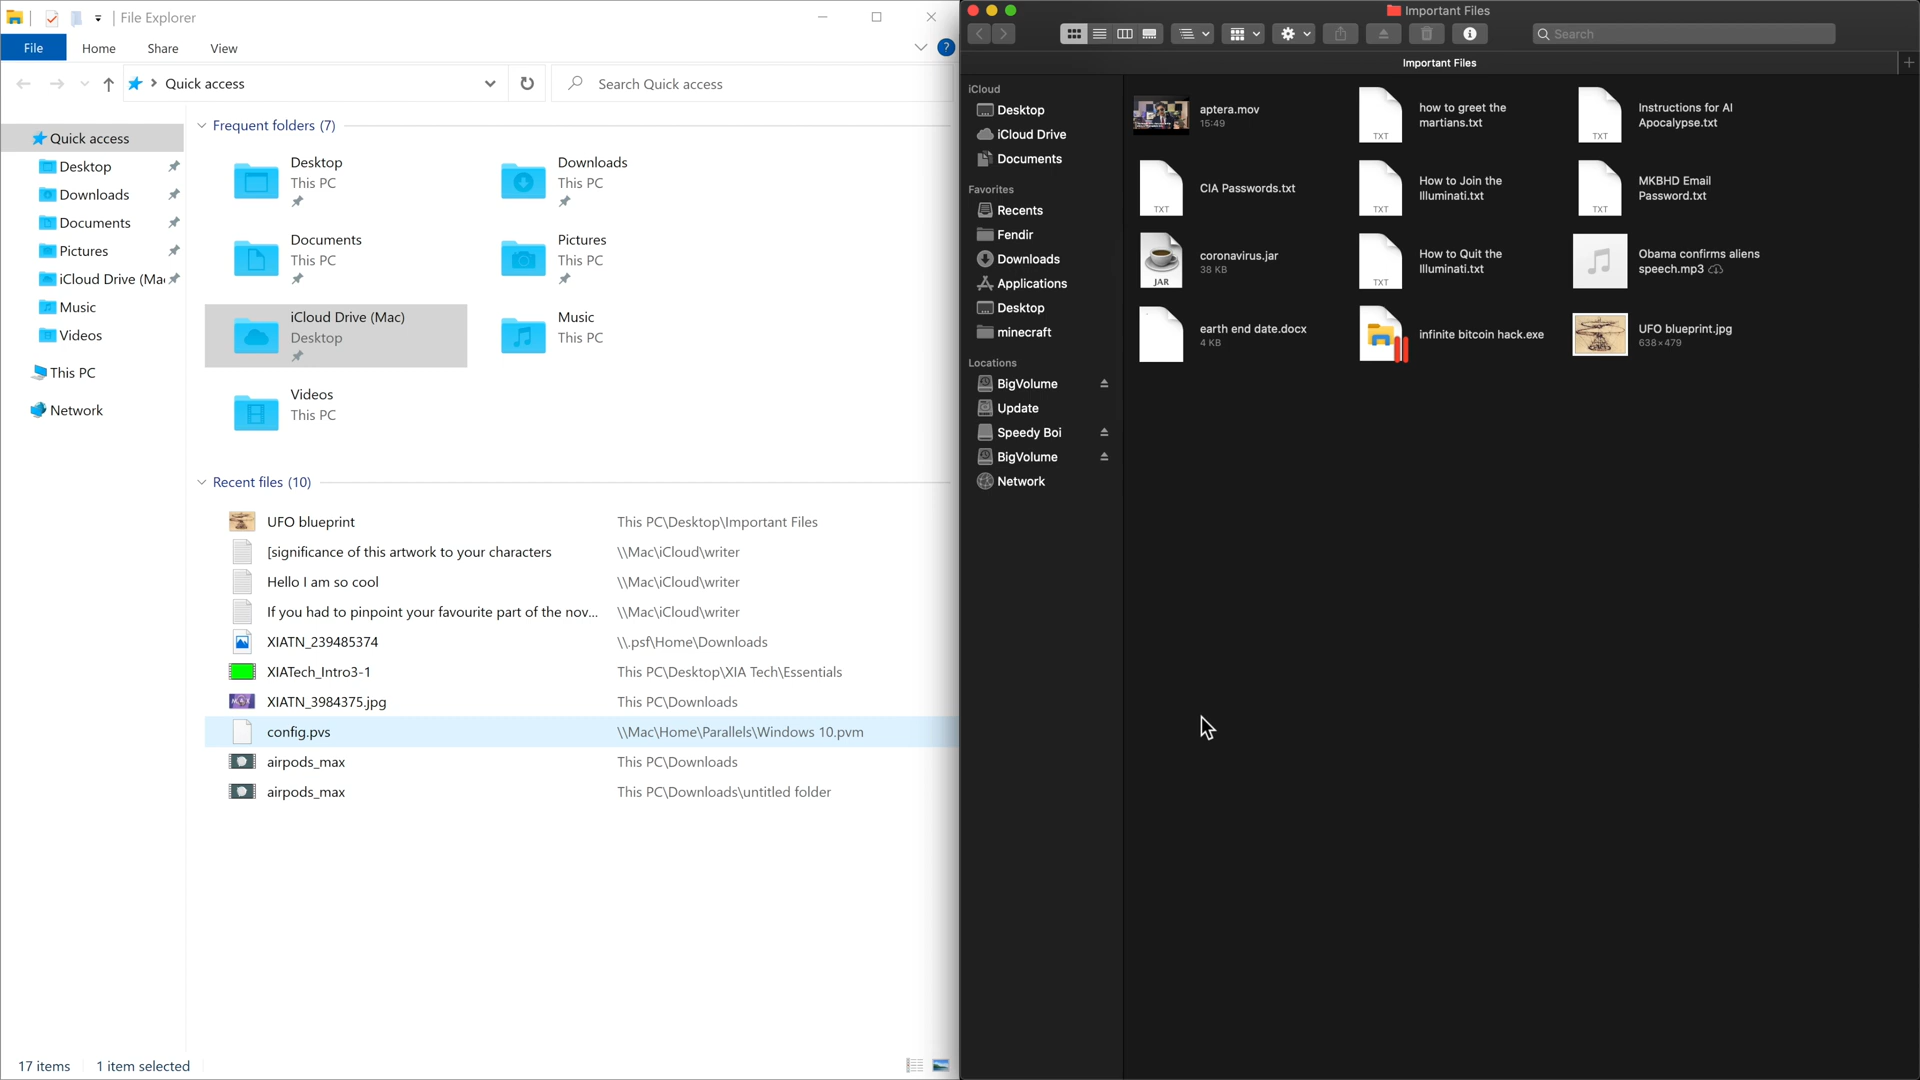 File Explorer
File
Home
Share
View
?
Quick access
Search Quick access
Quick access
Desktop
Downloads
Documents
Pictures
iCloud Drive (Mac
Music
Videos
This PC
Network
Frequent folders (7)
Desktop
This PC
Downloads
This PC
Documents
This PC
Pictures
This PC
iCloud Drive (Mac)
Desktop
Music
This PC
Videos
This PC
Recent files (10)
UFO blueprint
This PC\Desktop\Important Files
[significance of this artwork to your characters
\\Mac\iCloud\writer
Hello I am so cool
\\Mac\iCloud\writer
If you had to pinpoint your favourite part of the nov...
\\Mac\iCloud\writer
XIATN_239485374
\\.psf\Home\Downloads
XIATech_Intro3-1
This PC\Desktop\XIA Tech\Essentials
XIATN_3984375.jpg
This PC\Downloads
config.pvs
\\Mac\Home\Parallels\Windows 10.pvm
airpods_max
This PC\Downloads
airpods_max
This PC\Downloads\untitled folder
17 items
1 item selected
Important Files
Search
Important Files
iCloud
Desktop
iCloud Drive
Documents
Favorites
Recents
Fendir
Downloads
Applications
Desktop
minecraft
Locations
BigVolume
Update
Speedy Boi
BigVolume
Network
aptera.mov
15:49
TXT
how to greet the
martians.txt
TXT
Instructions for AI
Apocalypse.txt
TXT
CIA Passwords.txt
TXT
How to Join the
Illuminati.txt
TXT
MKBHD Email
Password.txt
JAR
coronavirus.jar
38 KB
TXT
How to Quit the
Illuminati.txt
Obama confirms aliens
speech.mp3
earth end date.docx
4 KB
infinite bitcoin hack.exe
UFO blueprint.jpg
638×479